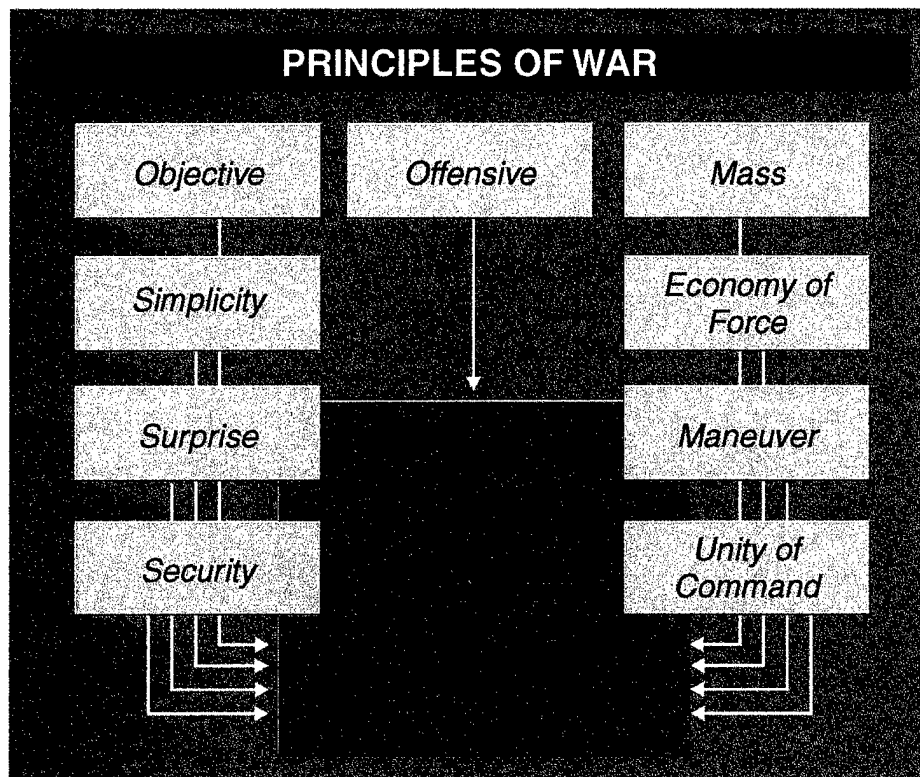 PRINCIPLES OF WAR
Objective
Offensive
Mass
Simplicity
Economy of
Force
Surprise
Maneuver
Security
Unity of
Command